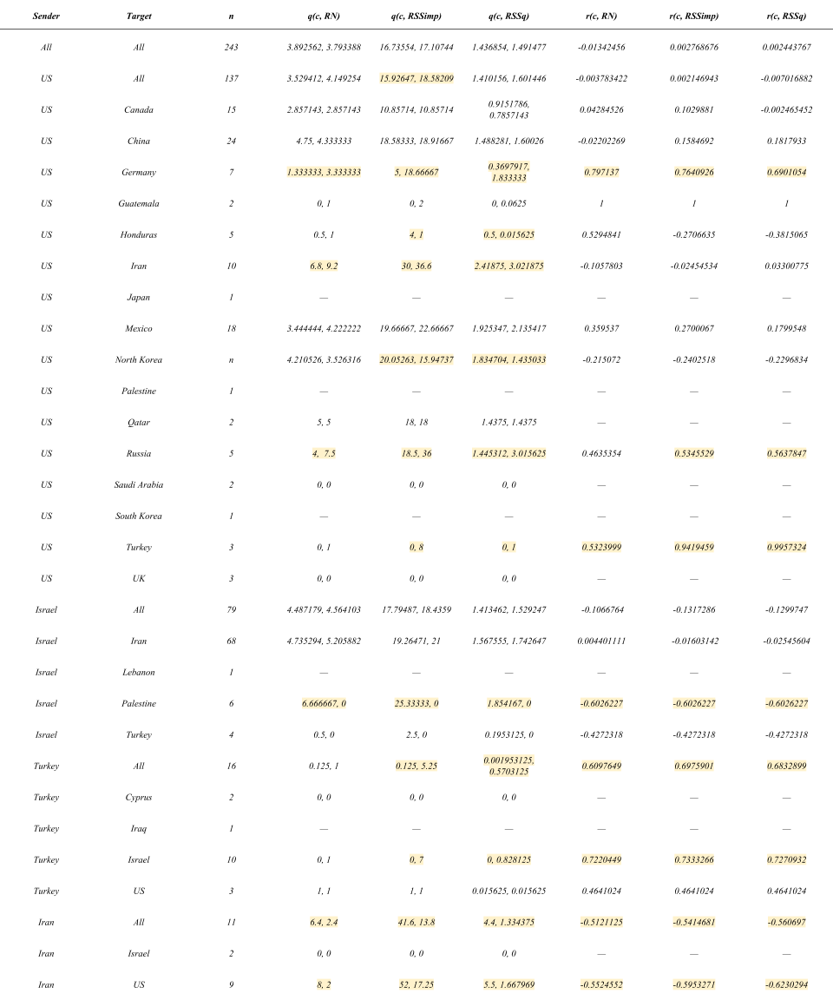 Sender Target n q(c, RN) q(c, RSSimp) q(c, RSSq) r(c, RN) r(c, RSSimp) r(c, RSSq)
All All 243 3.892562, 3.793388 16.73554, 17.10744 1.436854, 1.491477 -0.01342456 0.002768676 0.002443767
US All 137 3.529412, 4.149254 15.92647, 18.58209 1.410156, 1.601446 -0.003783422 0.002146943 -0.007016882
US Canada 15 2.857143, 2.857143 10.85714, 10.85714 0.9151786, 0.7857143 0.04284526 0.1029881 -0.002465452
US China 24 4.75, 4.333333 18.58333, 18.91667 1.488281, 1.60026 -0.02202269 0.1584692 0.1817933
US Germany 7 1.333333, 3.333333 5, 18.66667 0.3697917, 1.833333 0.797137 0.7640926 0.6901054
US Guatemala 2 0, 1 0, 2 0, 0.0625 1 1 1
US Honduras 5 0.5, 1 4, 1 0.5, 0.015625 0.5294841 -0.2706635 -0.3815065
US Iran 10 6.8, 9.2 30, 36.6 2.41875, 3.021875 -0.1057803 -0.02454534 0.03300775
US Japan 1 — — — — — —
US Mexico 18 3.444444, 4.222222 19.66667, 22.66667 1.925347, 2.135417 0.359537 0.2700067 0.1799548
US North Korea n 4.210526, 3.526316 20.05263, 15.94737 1.834704, 1.435033 -0.215072 -0.2402518 -0.2296834
US Palestine 1 — — — — — —
US Qatar 2 5, 5 18, 18 1.4375, 1.4375 — — —
US Russia 5 4, 7.5 18.5, 36 1.445312, 3.015625 0.4635354 0.5345529 0.5637847
US Saudi Arabia 2 0, 0 0, 0 0, 0 — — —
US South Korea 1 — — — — — —
US Turkey 3 0, 1 0, 8 0, 1 0.5323999 0.9419459 0.9957324
US UK 3 0, 0 0, 0 0, 0 — — —
Israel All 79 4.487179, 4.564103 17.79487, 18.4359 1.413462, 1.529247 -0.1066764 -0.1317286 -0.1299747
Israel Iran 68 4.735294, 5.205882 19.26471, 21 1.567555, 1.742647 0.004401111 -0.01603142 -0.02545604
Israel Lebanon 1 — — — — — —
Israel Palestine 6 6.666667, 0 25.33333, 0 1.854167, 0 -0.6026227 -0.6026227 -0.6026227
Israel Turkey 4 0.5, 0 2.5, 0 0.1953125, 0 -0.4272318 -0.4272318 -0.4272318
Turkey All 16 0.125, 1 0.125, 5.25 0.001953125, 0.5703125 0.6097649 0.6975901 0.6832899
Turkey Cyprus 2 0, 0 0, 0 0, 0 — — —
Turkey Iraq 1 — — — — — —
Turkey Israel 10 0, 1 0, 7 0, 0.828125 0.7220449 0.7333266 0.7270932
Turkey US 3 1, 1 1, 1 0.015625, 0.015625 0.4641024 0.4641024 0.4641024
Iran All 11 6.4, 2.4 41.6, 13.8 4.4, 1.334375 -0.5121125 -0.5414681 -0.560697
Iran Israel 2 0, 0 0, 0 0, 0 — — —
Iran US 9 8, 2 52, 17.25 5.5, 1.667969 -0.5524552 -0.5953271 -0.6230294